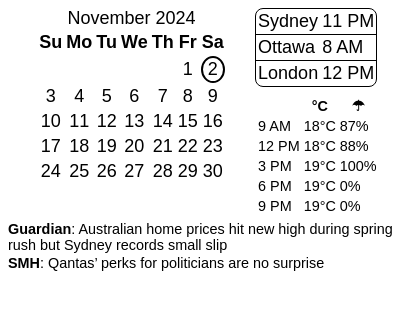 November 2024
Su Mo Tu We Th Fr Sa
1 2
3 4 5 6 7 8 9
10 11 12 13 14 15 16
17 18 19 20 21 22 23
24 25 26 27 28 29 30
Sydney 11 PM
Ottawa 8 AM
London 12 PM
°C ☂
9 AM 18°C 87%
12 PM 18°C 88%
3 PM 19°C 100%
6 PM 19°C 0%
9 PM 19°C 0%
Guardian: Australian home prices hit new high during spring
rush but Sydney records small slip
SMH: Qantas’ perks for politicians are no surprise